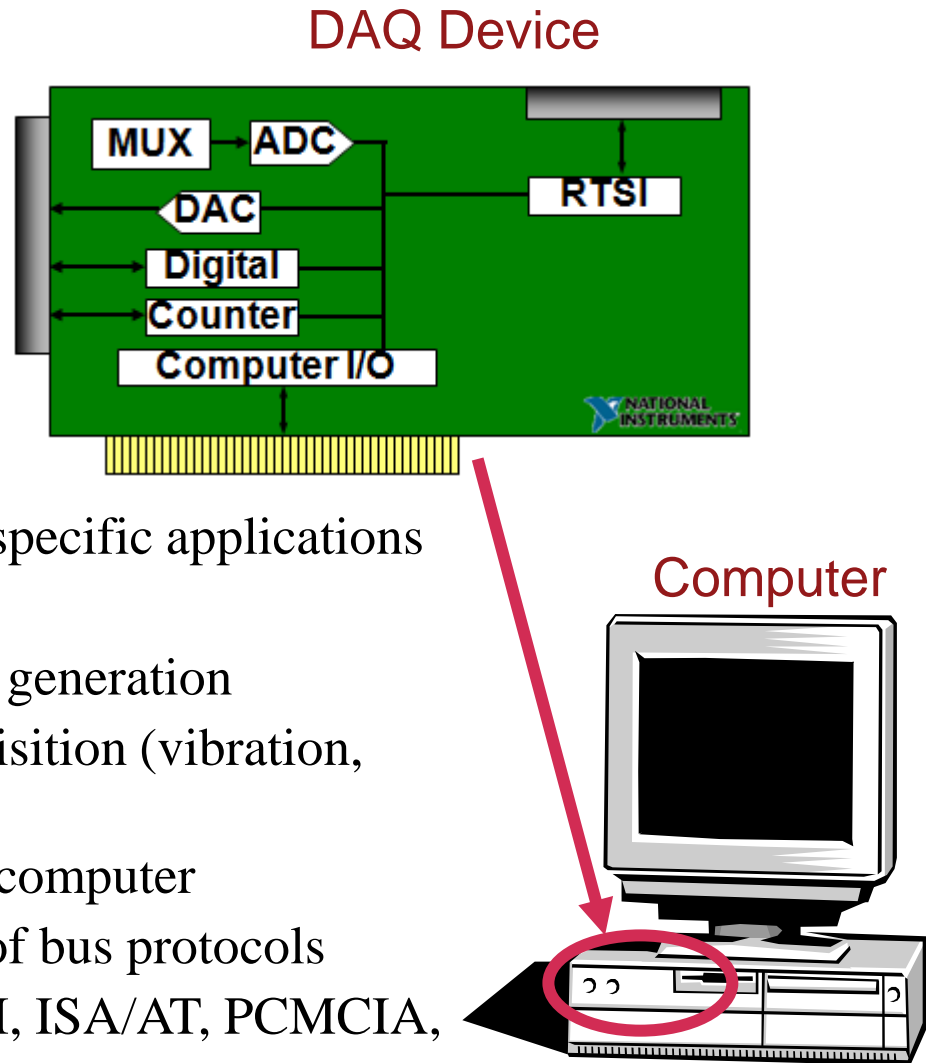 DAQ Device
MUX
ADC
DAC
RTSI
Digital
Counter
Computer I/O
NATIONAL
INSTRUMENTS
specific applications
Computer
generation
isition (vibration,
computer
of bus protocols
I, ISA/AT, PCMCIA,